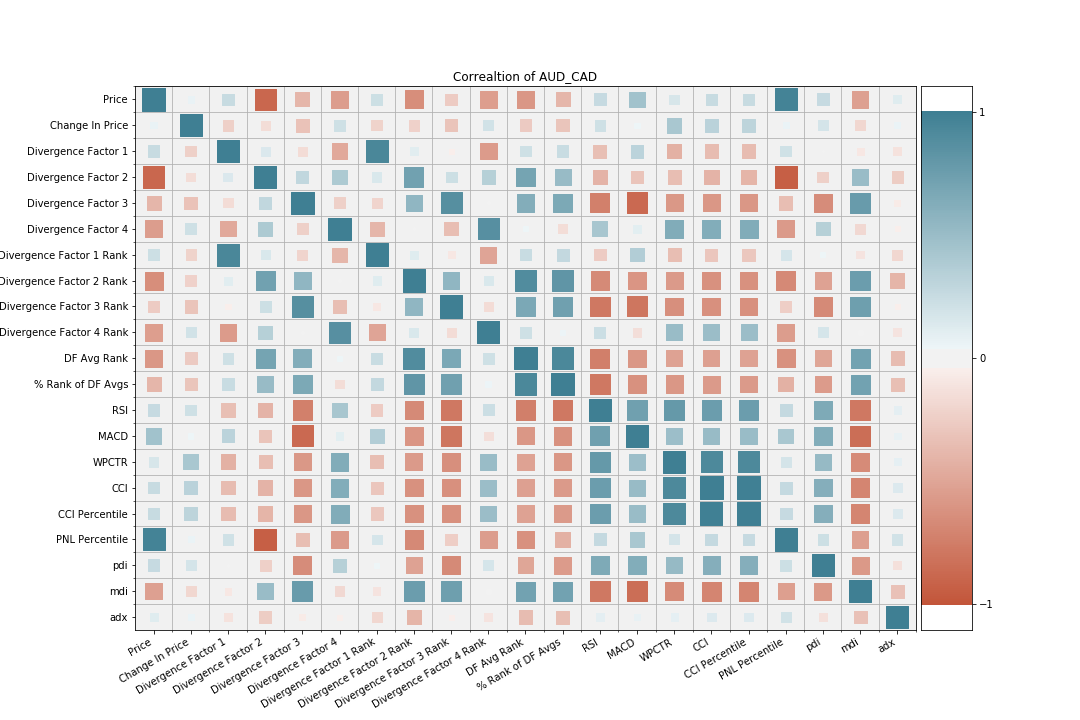 Correaltion of AUD_CAD
Price
Change In Price
Divergence Factor 1
Divergence Factor 2
Divergence Factor 3
Divergence Factor 4
Divergence Factor 1 Rank
Divergence Factor 2 Rank
Divergence Factor 3 Rank
Divergence Factor 4 Rank
DF Avg Rank
% Rank of DF Avgs
RSI
MACD
WPCTR
CCI
CCI Percentile
PNL Percentile
pdi
mdi
adx
1
0
−1
Price
Change In Price
Divergence Factor 1
Divergence Factor 2
Divergence Factor 3
Divergence Factor 4
Divergence Factor 1 Rank
Divergence Factor 2 Rank
Divergence Factor 3 Rank
Divergence Factor 4 Rank
DF Avg Rank
% Rank of DF Avgs
RSI
MACD
WPCTR
CCI
CCI Percentile
PNL Percentile
pdi
mdi
adx